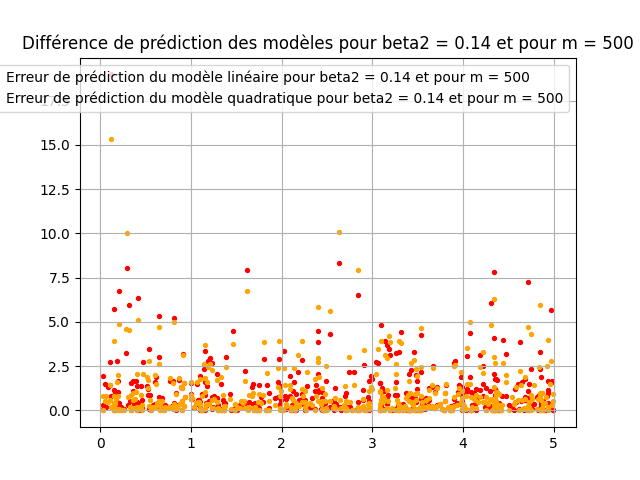 Différence de prédiction des modèles pour beta2 = 0.14 et pour m = 500
Erreur de prédiction du modèle linéaire pour beta2 = 0.14 et pour m = 500
Erreur de prédiction du modèle quadratique pour beta2 = 0.14 et pour m = 500
17.5
15.0
12.5
10.0
7.5
5.0
2.5
0.0
0 1 2 3 4 5